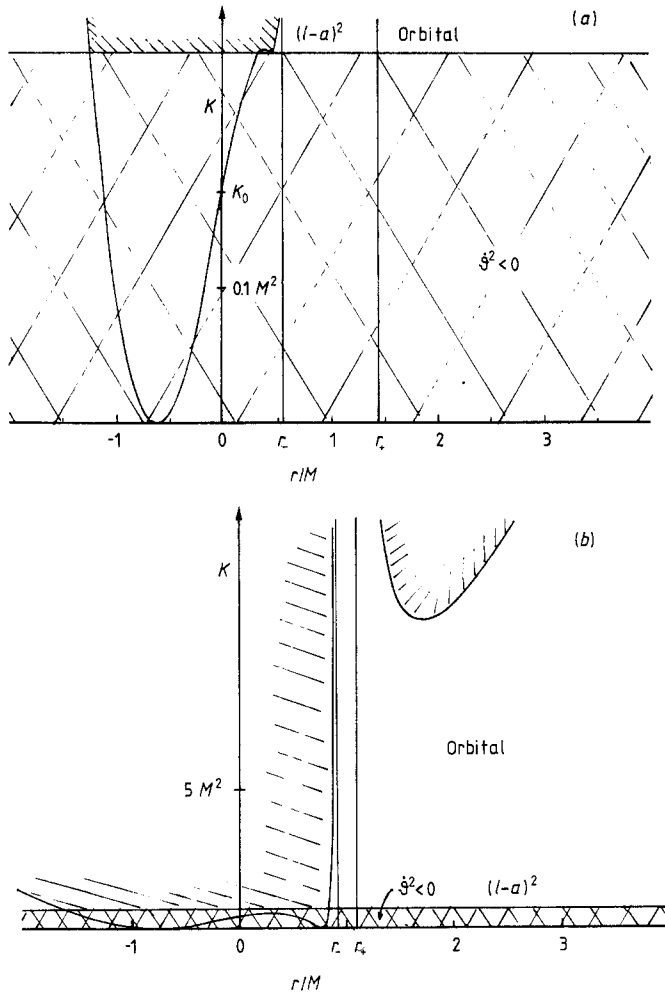 (a)
(l-a)²
Orbital
K
K₀
0.1 M²
ϑ̇²<0
-1 0 r₋ 1 r₊ 2 3
r/M
(b)
K
Orbital
5 M²
ϑ̇²<0
(l-a)²
-1 0 r₋ r₊ 2 3
r/M